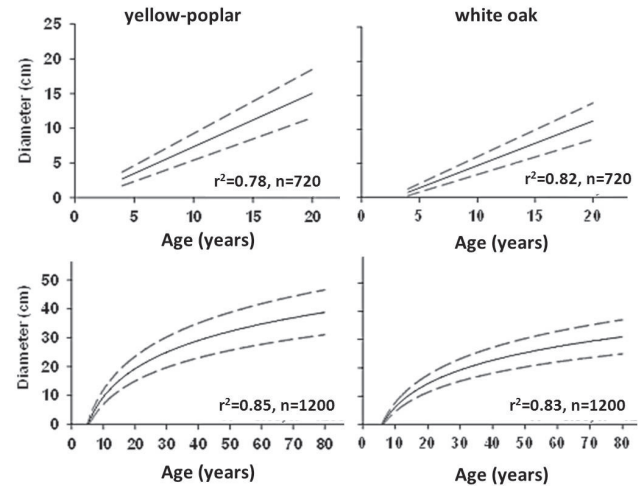 yellow-poplar
white oak
25
20
15
10
5
0
Diameter (cm)
r²=0.78, n=720
r²=0.82, n=720
0 5 10 15 20
0 5 10 15 20
Age (years)
Age (years)
50
40
30
20
10
0
Diameter (cm)
r²=0.85, n=1200
r²=0.83, n=1200
0 10 20 30 40 50 60 70 80
0 10 20 30 40 50 60 70 80
Age (years)
Age (years)